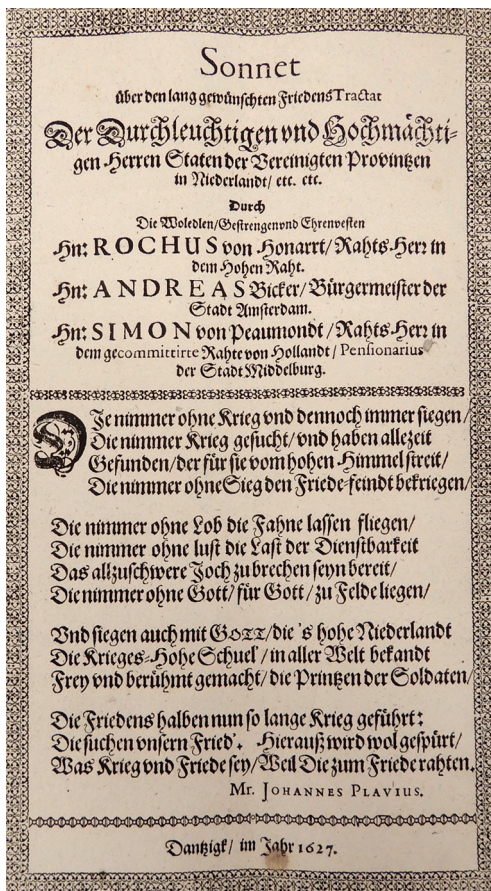 Sonnet
über den lang gewünschten FriedensTractat
Der Durchleuchtigen vnd Hochmächti-
gen Herren Staten der Vereinigten Provintzen
in Niederlandt/ etc. etc.
Durch
Die Woledlen/Gestrengen vnd Ehrenvesten
Hn: ROCHUS von Honarrt/ Rahts-Herr in
dem Hohen Raht.
Hn: ANDREAS Bicker/ Bürgermeister der
Stadt Amsterdam.
Hn: SIMON von Peaumondt / Rahts-Herr in
dem gecommittirte Rahte von Hollandt/ Pensionarius
der Stadt Middelburg.
DJe nimmer ohne Krieg vnd dennoch immer siegen/
Die nimmer Krieg gesucht/ vnd haben allezeit
Gefunden/der für sie vom hohen Himmel streit/
Die nimmer ohne Sieg den Friede-feindt bekriegen/
Die nimmer ohne Lob die Fahne lassen fliegen/
Die nimmer ohne lust die Last der Dienstbarkeit
Das allzuschwere Joch zu brechen seyn bereit/
Die nimmer ohne Gott/ für Gott/ zu Felde liegen/
Vnd siegen auch mit GOTT/die 's hohe Niederlandt
Die Krieges-Hohe Schuel'/ in aller Welt bekandt
Frey vnd berühmt gemacht/ die Printzen der Soldaten/
Die Friedens halben nun so lange Krieg geführt:
Die suchen vnsern Fried'. Hierauß wird wol gespürt/
Was Krieg vnd Friede sey/ Weil Die zum Friede rahten.
Mr. JOHANNES PLAVIUS.
Dantzigk/ im Jahr 1627.